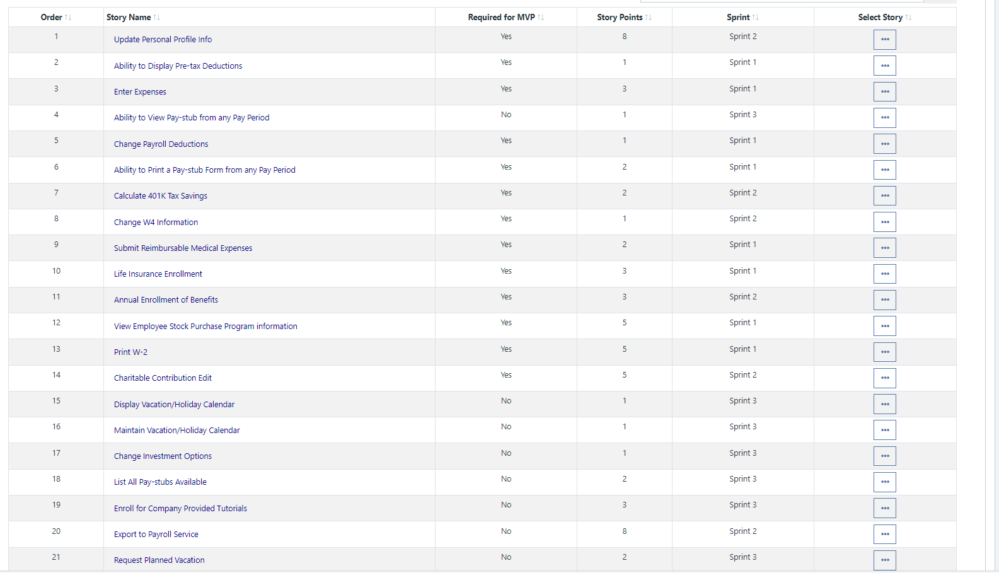 Order Story Name Required for MVP Story Points Sprint Select Story
1 Update Personal Profile Info Yes 8 Sprint 2 •••
2 Ability to Display Pre-tax Deductions Yes 1 Sprint 1 •••
3 Enter Expenses Yes 3 Sprint 1 •••
4 Ability to View Pay-stub from any Pay Period No 1 Sprint 3 •••
5 Change Payroll Deductions Yes 1 Sprint 1 •••
6 Ability to Print a Pay-stub Form from any Pay Period Yes 2 Sprint 1 •••
7 Calculate 401K Tax Savings Yes 2 Sprint 2 •••
8 Change W4 Information Yes 1 Sprint 2 •••
9 Submit Reimbursable Medical Expenses Yes 2 Sprint 1 •••
10 Life Insurance Enrollment Yes 3 Sprint 1 •••
11 Annual Enrollment of Benefits Yes 3 Sprint 2 •••
12 View Employee Stock Purchase Program information Yes 5 Sprint 1 •••
13 Print W-2 Yes 5 Sprint 1 •••
14 Charitable Contribution Edit Yes 5 Sprint 2 •••
15 Display Vacation/Holiday Calendar No 1 Sprint 3 •••
16 Maintain Vacation/Holiday Calendar No 1 Sprint 3 •••
17 Change Investment Options No 1 Sprint 3 •••
18 List All Pay-stubs Available No 2 Sprint 3 •••
19 Enroll for Company Provided Tutorials No 3 Sprint 3 •••
20 Export to Payroll Service No 8 Sprint 2 •••
21 Request Planned Vacation No 2 Sprint 3 •••